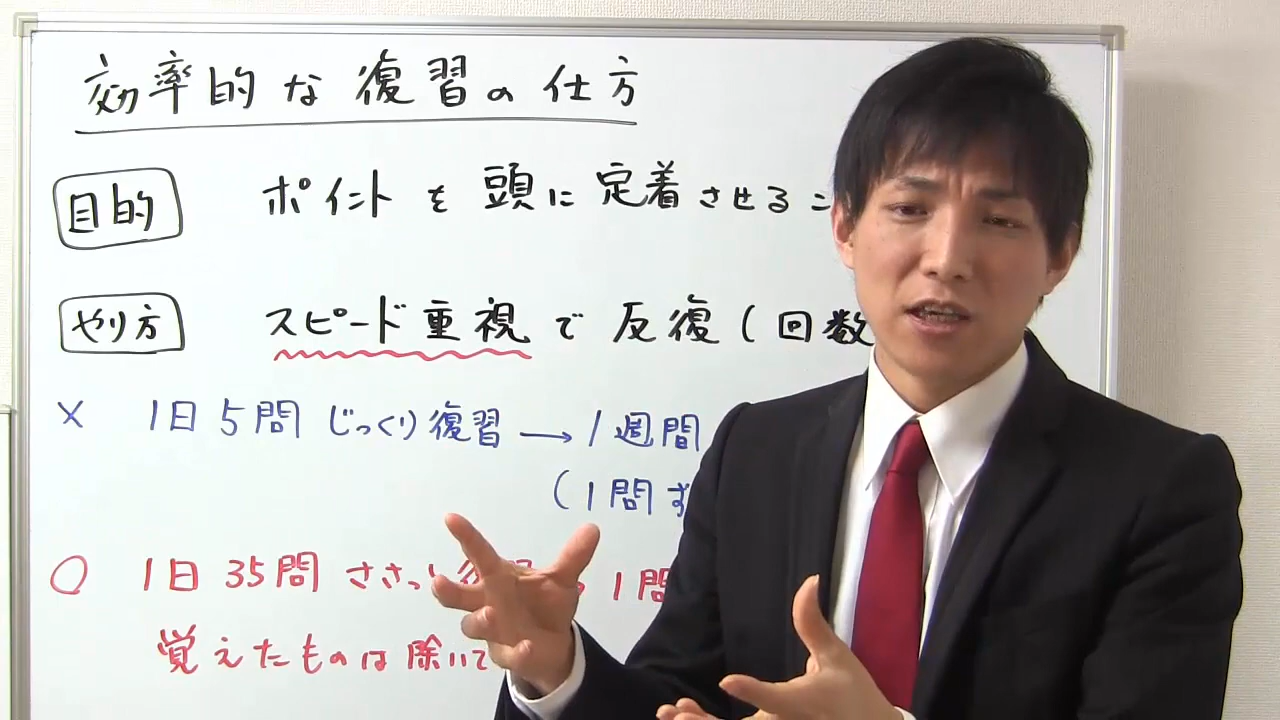 効率的な復習の仕方
目的 ポイントを頭に定着させるこ
やり方 スピード重視で反復(回数
× 1日5問じっくり復習→1週間
(1問ず
○ 1日35問ささっと復習 1問
覚えたものは除いて